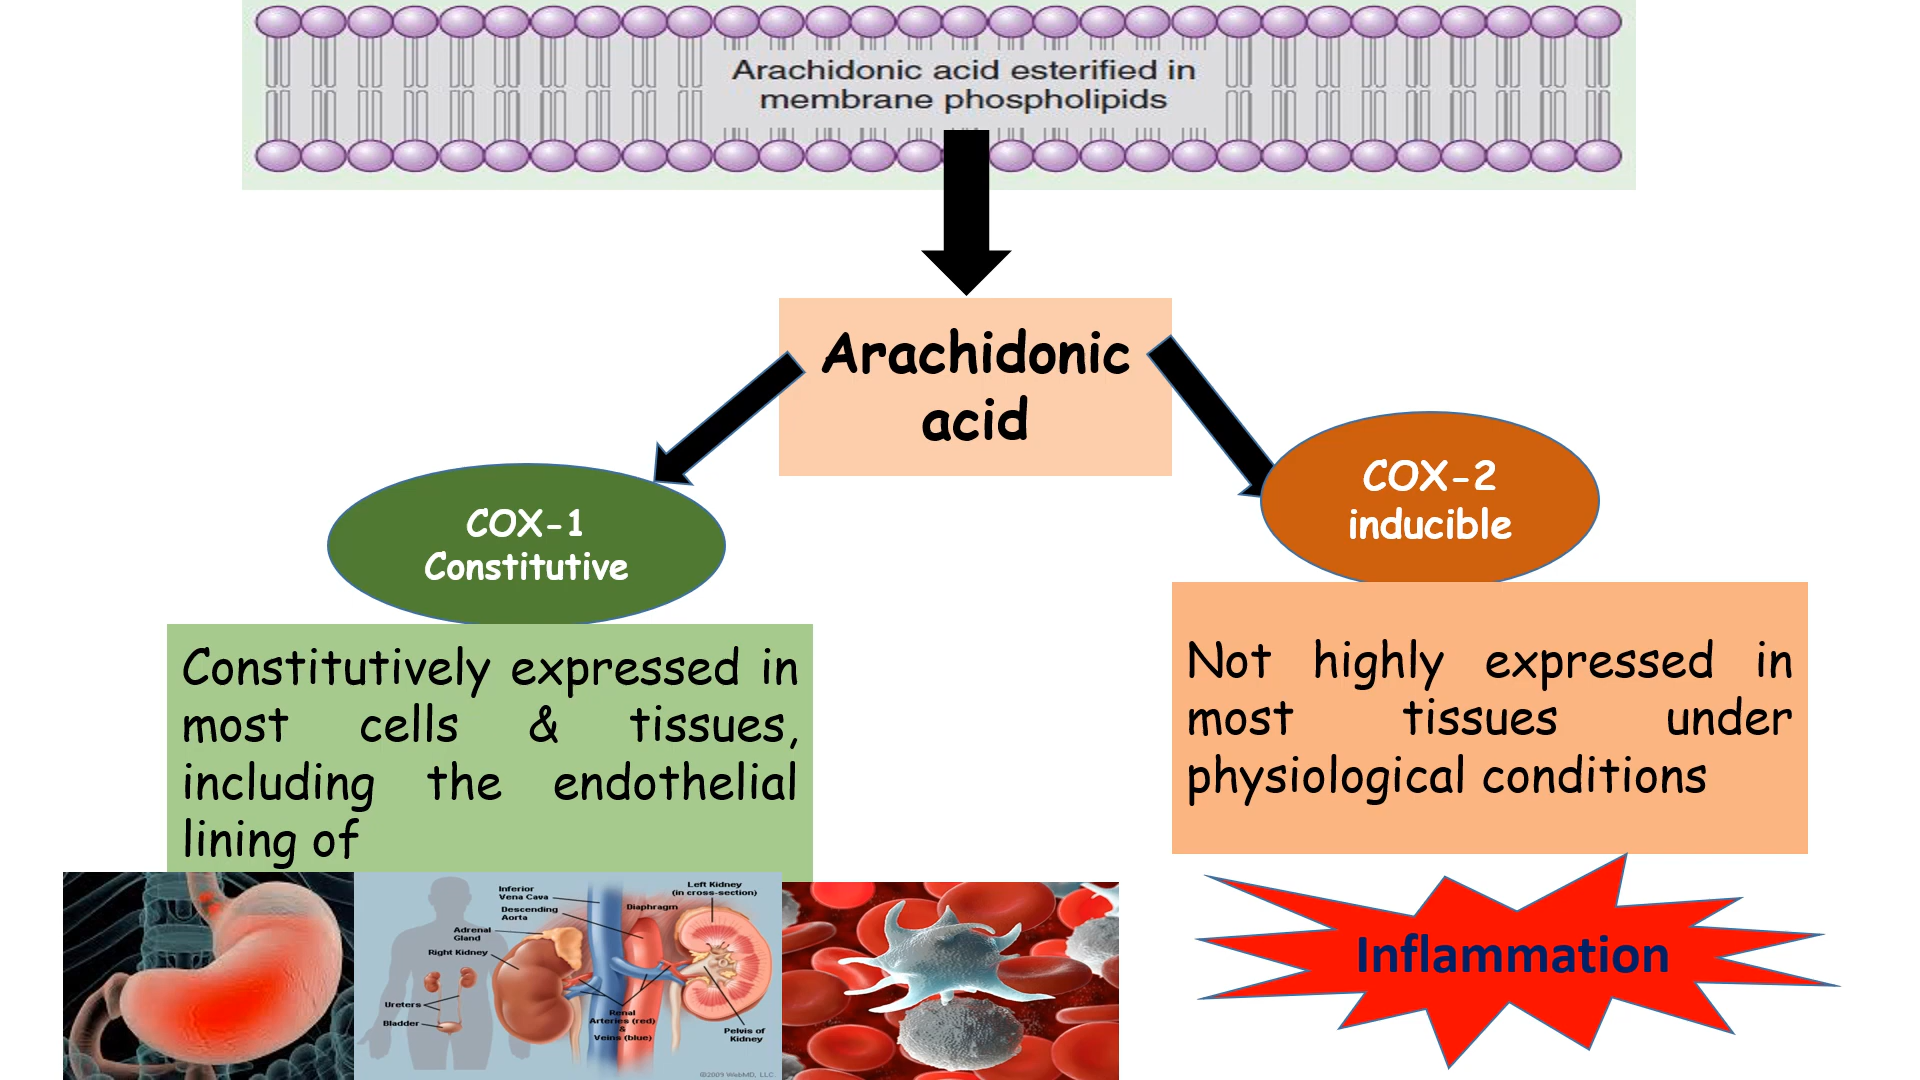 Arachidonic acid esterified in
membrane phospholipids
Arachidonic
acid
COX-1
Constitutive
COX-2
inducible
Constitutively expressed in
most cells & tissues,
including the endothelial
lining of
Not highly expressed in
most tissues under
physiological conditions
Inferior
Vena Cava
Descending
Aorta
Adrenal
Gland
Right Kidney
Ureters
Bladder
Diaphragm
Left Kidney
(in cross-section)
Renal
Arteries (red)
&
Veins (blue)
Pelvis of
Kidney
©2009 WebMD, LLC.
Inflammation